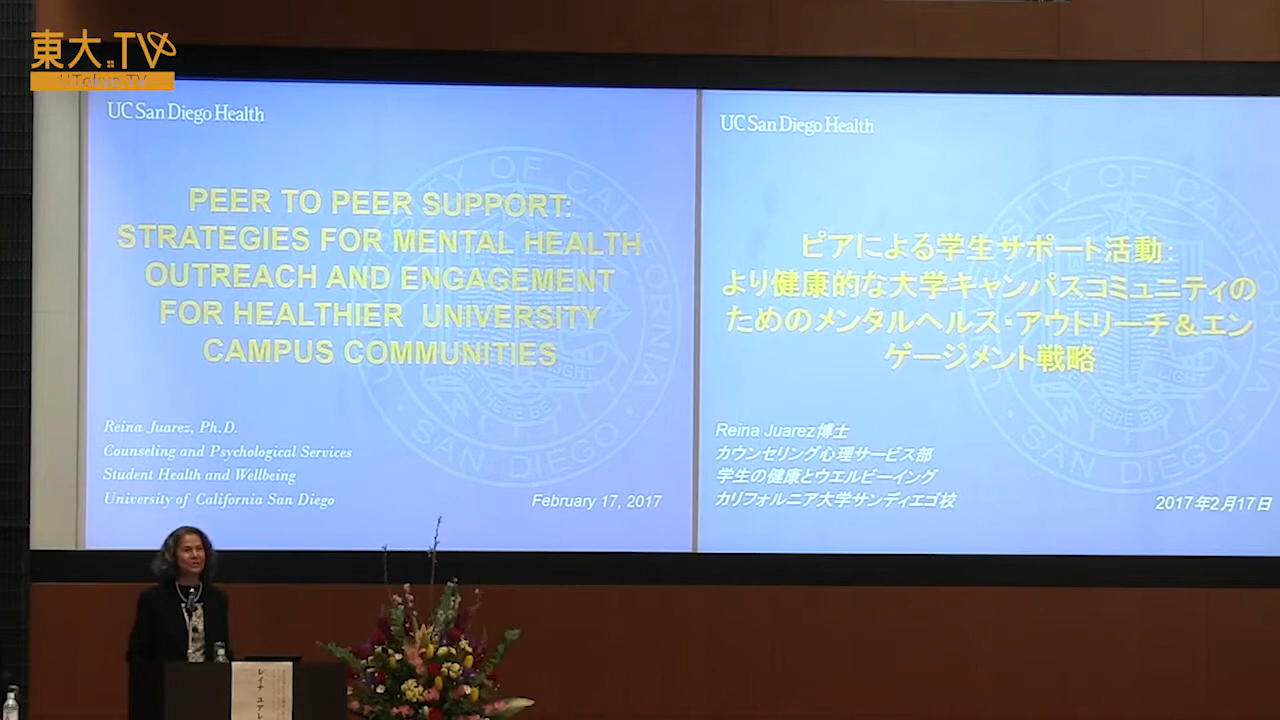 東大.TV
UTokyo.TV
UC San Diego Health
PEER TO PEER SUPPORT:
STRATEGIES FOR MENTAL HEALTH
OUTREACH AND ENGAGEMENT
FOR HEALTHIER UNIVERSITY
CAMPUS COMMUNITIES
Reina Juarez, Ph.D.
Counseling and Psychological Services
Student Health and Wellbeing
University of California San Diego
February 17, 2017
UC San Diego Health
ピアによる学生サポート活動：
より健康的な大学キャンパスコミュニティの
ためのメンタルヘルス・アウトリーチ＆エン
ゲージメント戦略
Reina Juarez博士
カウンセリング心理サービス部
学生の健康とウエルビーイング
カリフォルニア大学サンディエゴ校
2017年2月17日
レイナ ユアレ